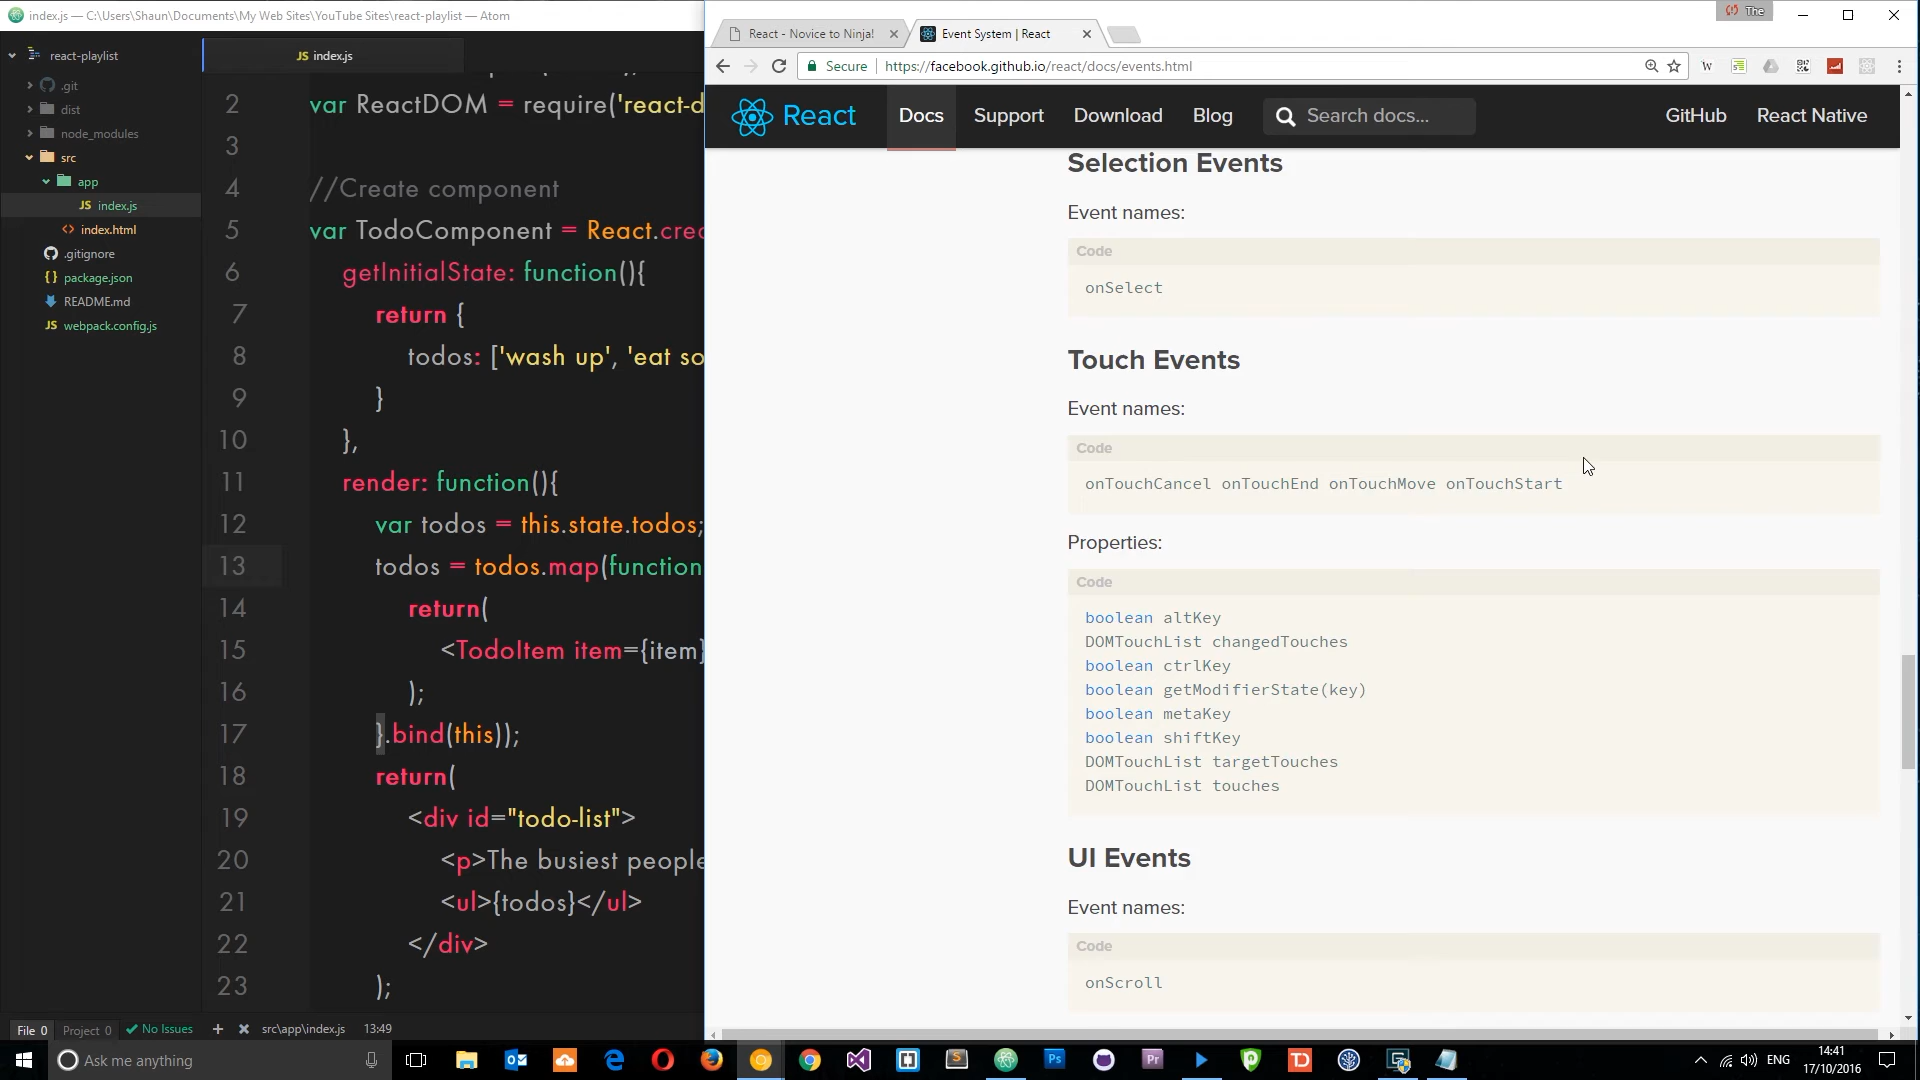 index.js — C:\Users\Shaun\Documents\My Web Sites\YouTube Sites\react-playlist — Atom
react-playlist
.git
dist
node_modules
src
app
JS index.js
<> index.html
.gitignore
{} package.json
README.md
JS webpack.config.js
JS index.js
2 var ReactDOM = require('react-d
3
4 //Create component
5 var TodoComponent = React.crea
6 getInitialState: function(){
7 return {
8 todos: ['wash up', 'eat so
9 }
10 },
11 render: function(){
12 var todos = this.state.todos;
13 todos = todos.map(function
14 return(
15 <TodoItem item={item}
16 );
17 }.bind(this));
18 return(
19 <div id="todo-list">
20 <p>The busiest people
21 <ul>{todos}</ul>
22 </div>
23 );
File 0 Project 0 No Issues + src\app\index.js 13:49
The
React - Novice to Ninja!
Event System | React
Secure https://facebook.github.io/react/docs/events.html
React Docs Support Download Blog Search docs... GitHub React Native
Selection Events
Event names:
Code
onSelect
Touch Events
Event names:
Code
onTouchCancel onTouchEnd onTouchMove onTouchStart
Properties:
Code
boolean altKey
DOMTouchList changedTouches
boolean ctrlKey
boolean getModifierState(key)
boolean metaKey
boolean shiftKey
DOMTouchList targetTouches
DOMTouchList touches
UI Events
Event names:
Code
onScroll
Ask me anything
Ps
Pr
ENG
14:41
17/10/2016